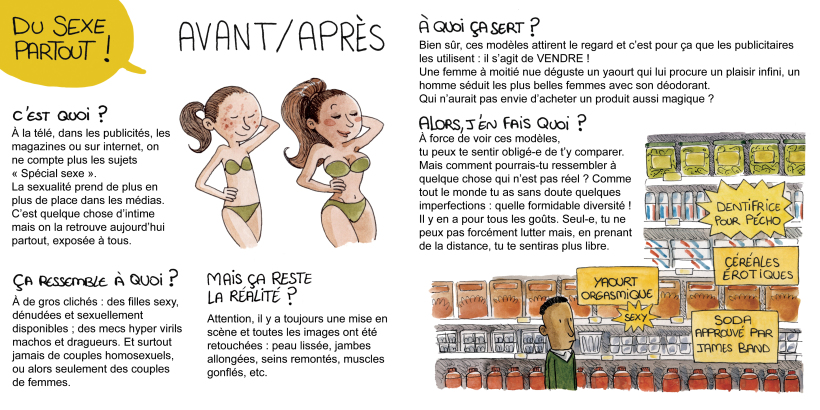 DU SEXE
PARTOUT !
AVANT/APRÈS
C'EST QUOI ?
À la télé, dans les publicités, les
magazines ou sur internet, on
ne compte plus les sujets
« Spécial sexe ».
La sexualité prend de plus en
plus de place dans les médias.
C'est quelque chose d'intime
mais on la retrouve aujourd'hui
partout, exposée à tous.
ÇA RESSEMBLE À QUOI ?
À de gros clichés : des filles sexy,
dénudées et sexuellement
disponibles ; des mecs hyper virils
machos et dragueurs. Et surtout
jamais de couples homosexuels,
ou alors seulement des couples
de femmes.
MAIS ÇA RESTE
LA RÉALITÉ ?
Attention, il y a toujours une mise en
scène et toutes les images ont été
retouchées : peau lissée, jambes
allongées, seins remontés, muscles
gonflés, etc.
À QUOI ÇA SERT ?
Bien sûr, ces modèles attirent le regard et c'est pour ça que les publicitaires
les utilisent : il s'agit de VENDRE !
Une femme à moitié nue déguste un yaourt qui lui procure un plaisir infini, un
homme séduit les plus belles femmes avec son déodorant.
Qui n'aurait pas envie d'acheter un produit aussi magique ?
ALORS, J'EN FAIS QUOI ?
À force de voir ces modèles,
tu peux te sentir obligé-e de t'y comparer.
Mais comment pourrais-tu ressembler à
quelque chose qui n'est pas réel ? Comme
tout le monde tu as sans doute quelques
imperfections : quelle formidable diversité !
Il y en a pour tous les goûts. Seul-e, tu ne
peux pas forcément lutter mais, en prenant
de la distance, tu te sentiras plus libre.
DENTIFRICE
POUR PÉCHO
CÉRÉALES
ÉROTIQUES
YAOURT
ORGASMIQUE
SEXY
SODA
APPROUVÉ PAR
JAMES BAND